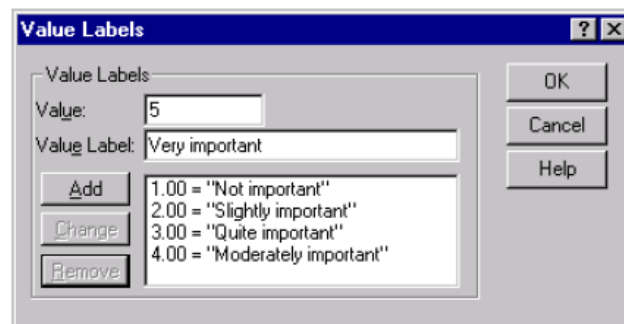 Value Labels
Value Labels
Value: 5
Value Label: Very important
OK
Cancel
Help
Add
Change
Remove
1.00 = "Not important"
2.00 = "Slightly important"
3.00 = "Quite important"
4.00 = "Moderately important"